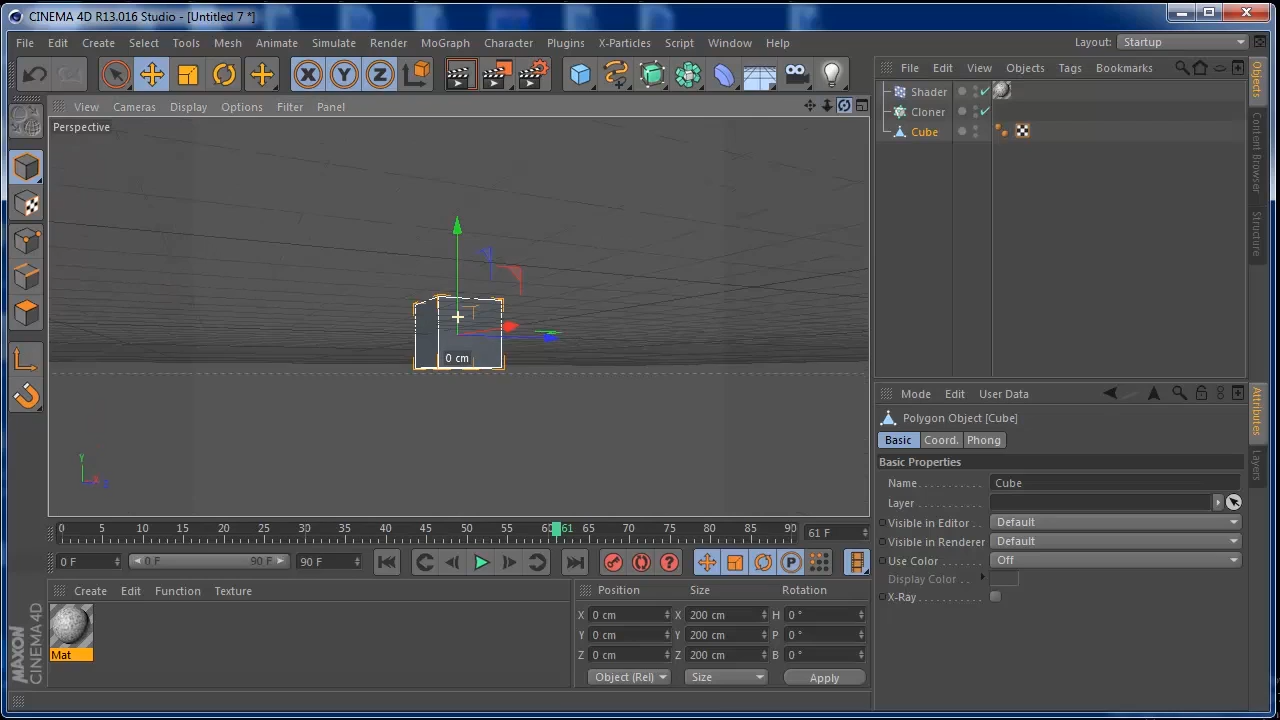 CINEMA 4D R13.016 Studio - [Untitled 7 *]
File Edit Create Select Tools Mesh Animate Simulate Render MoGraph Character Plugins X-Particles Script Window Help
Layout: Startup
View Cameras Display Options Filter Panel
Perspective
0 cm
Y
0 5 10 15 20 25 30 35 40 45 50 55 60 61 65 70 75 80 85 90
61 F
0 F
0 F
90 F
90 F
P
Create Edit Function Texture
Mat
MAXON
CINEMA 4D
Position Size Rotation
X 0 cm X 200 cm H 0 °
Y 0 cm Y 200 cm P 0 °
Z 0 cm Z 200 cm B 0 °
Object (Rel) Size Apply
File Edit View Objects Tags Bookmarks
Shader
Cloner
Cube
Objects
Content Browser
Structure
Mode Edit User Data
Polygon Object [Cube]
Basic Coord. Phong
Basic Properties
Name Cube
Layer
Visible in Editor Default
Visible in Renderer Default
Use Color Off
Display Color
X-Ray
Attributes
Layers
X Y Z